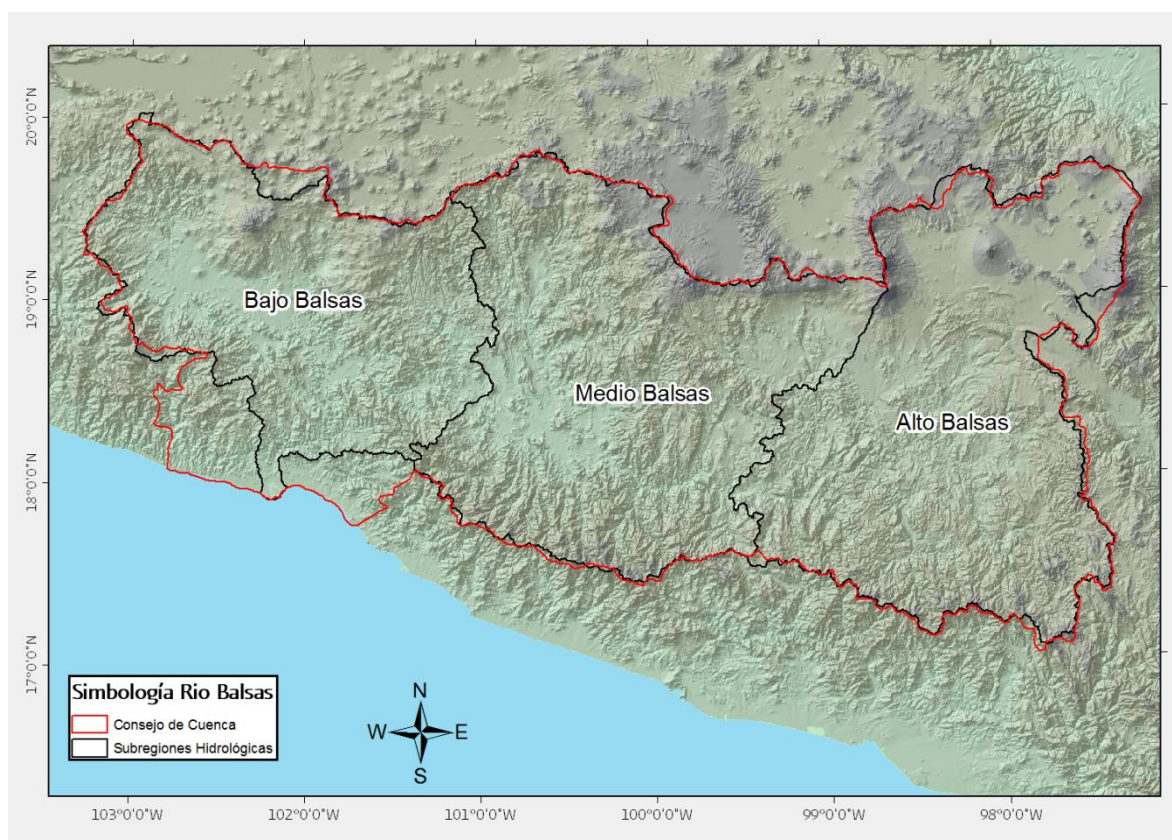 20°0'0"N
19°0'0"N
18°0'0"N
17°0'0"N
Bajo Balsas
Medio Balsas
Alto Balsas
Simbología Rio Balsas
Consejo de Cuenca
Subregiones Hidrológicas
N
W
E
S
103°0'0"W
102°0'0"W
101°0'0"W
100°0'0"W
99°0'0"W
98°0'0"W